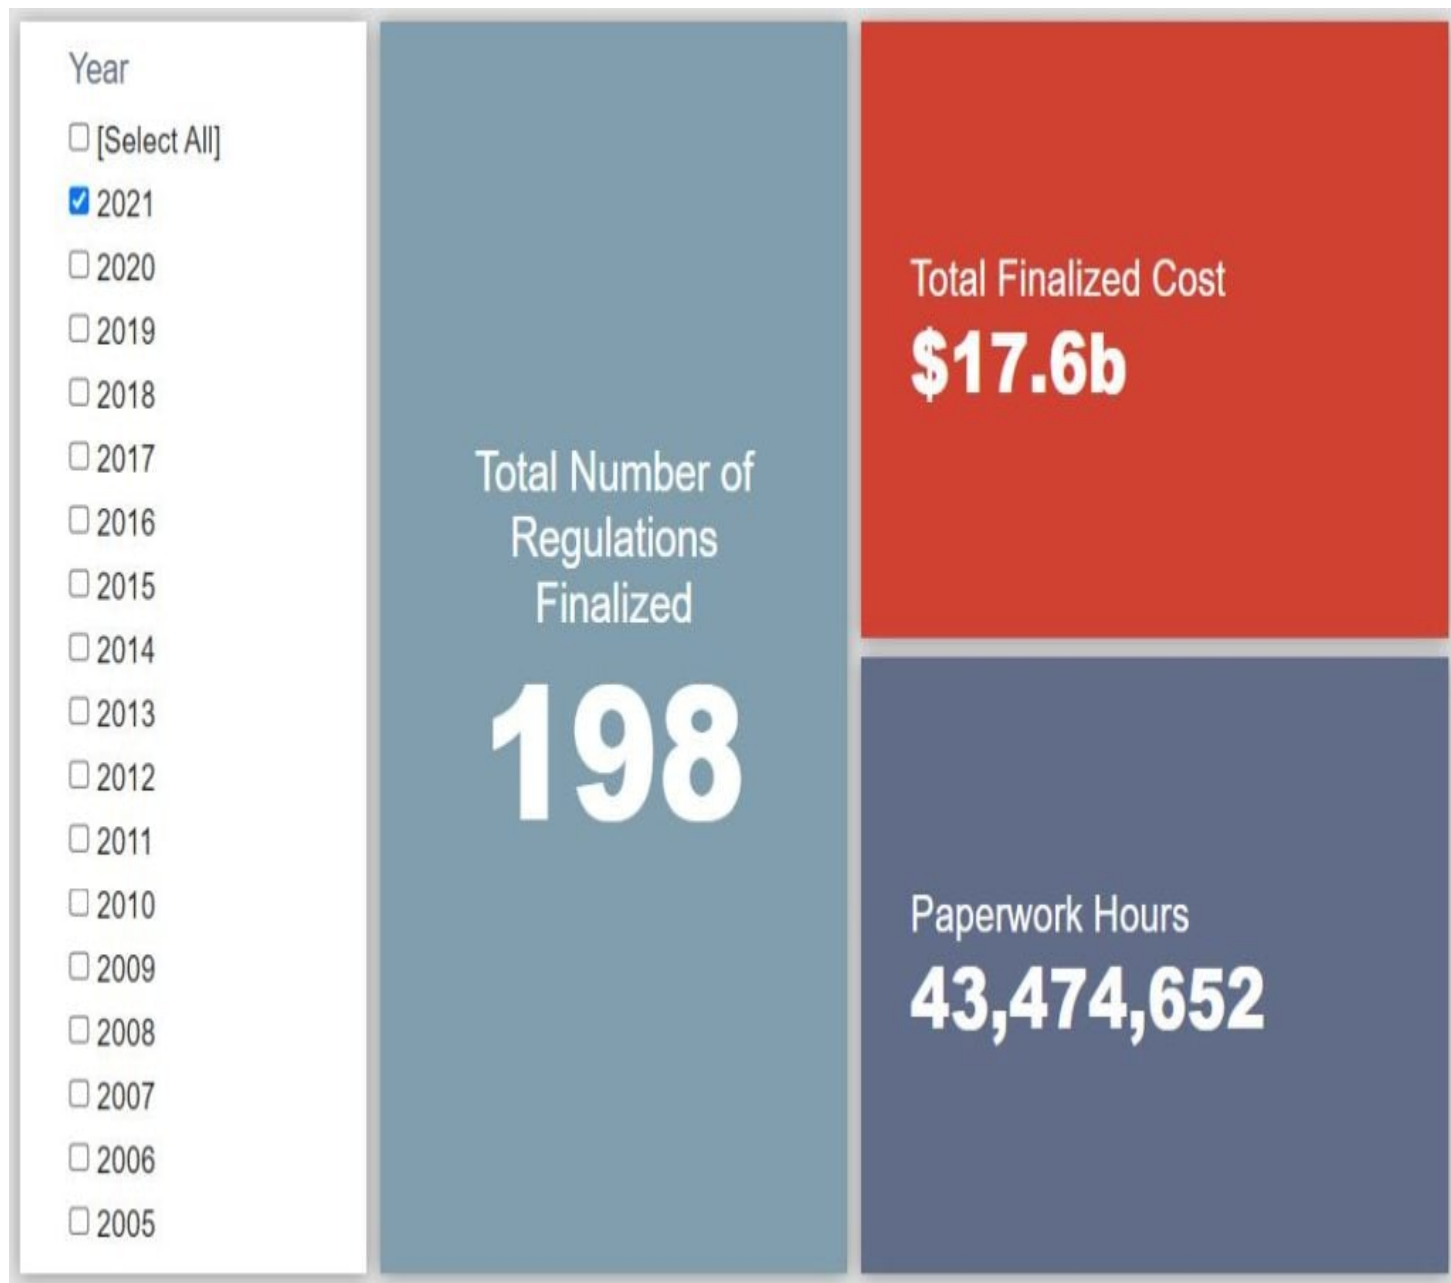 Year
[Select All]
2021
2020
2019
2018
2017
2016
2015
2014
2013
2012
2011
2010
2009
2008
2007
2006
2005
Total Number of
Regulations
Finalized
198
Total Finalized Cost
$17.6b
Paperwork Hours
43,474,652